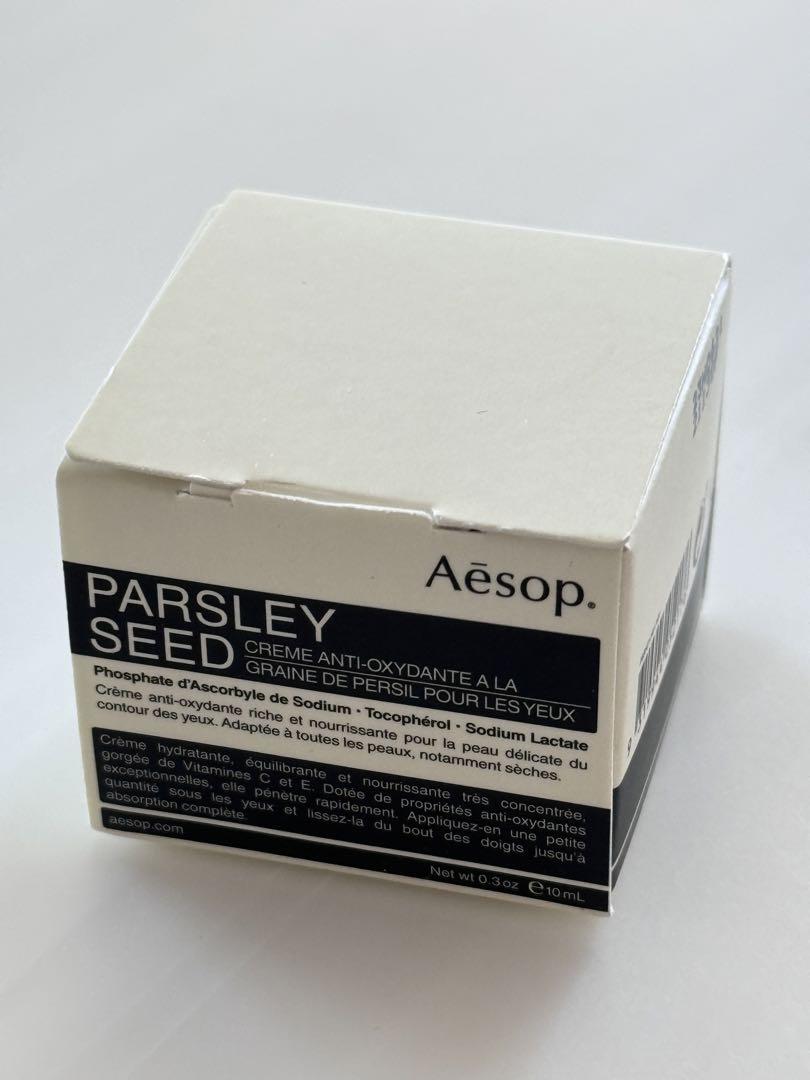 Aēsop.
PARSLEY
SEED
CREME ANTI-OXYDANTE A LA
GRAINE DE PERSIL POUR LES YEUX
Phosphate d'Ascorbyle de Sodium · Tocophérol · Sodium Lactate
Crème anti-oxydante riche et nourrissante pour la peau délicate du
contour des yeux. Adaptée à toutes les peaux, notamment sèches.
Crème hydratante, équilibrante et nourrissante très concentrée,
gorgée de Vitamines C et E. Dotée de propriétés anti-oxydantes
exceptionnelles, elle pénètre rapidement. Appliquez-en une petite
quantité sous les yeux et lissez-la du bout des doigts jusqu'à
absorption complète.
aesop.com
Net wt 0.3 oz ℮ 10 mL